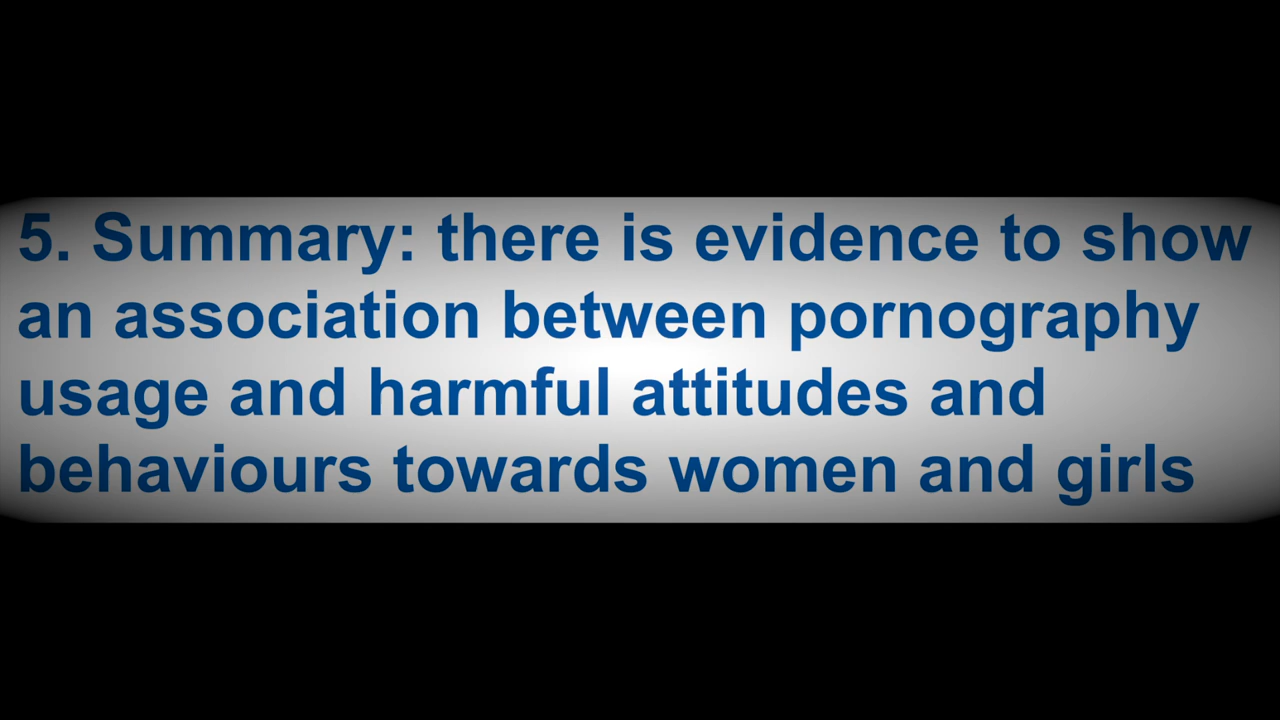 5. Summary: there is evidence to show
an association between pornography
usage and harmful attitudes and
behaviours towards women and girls